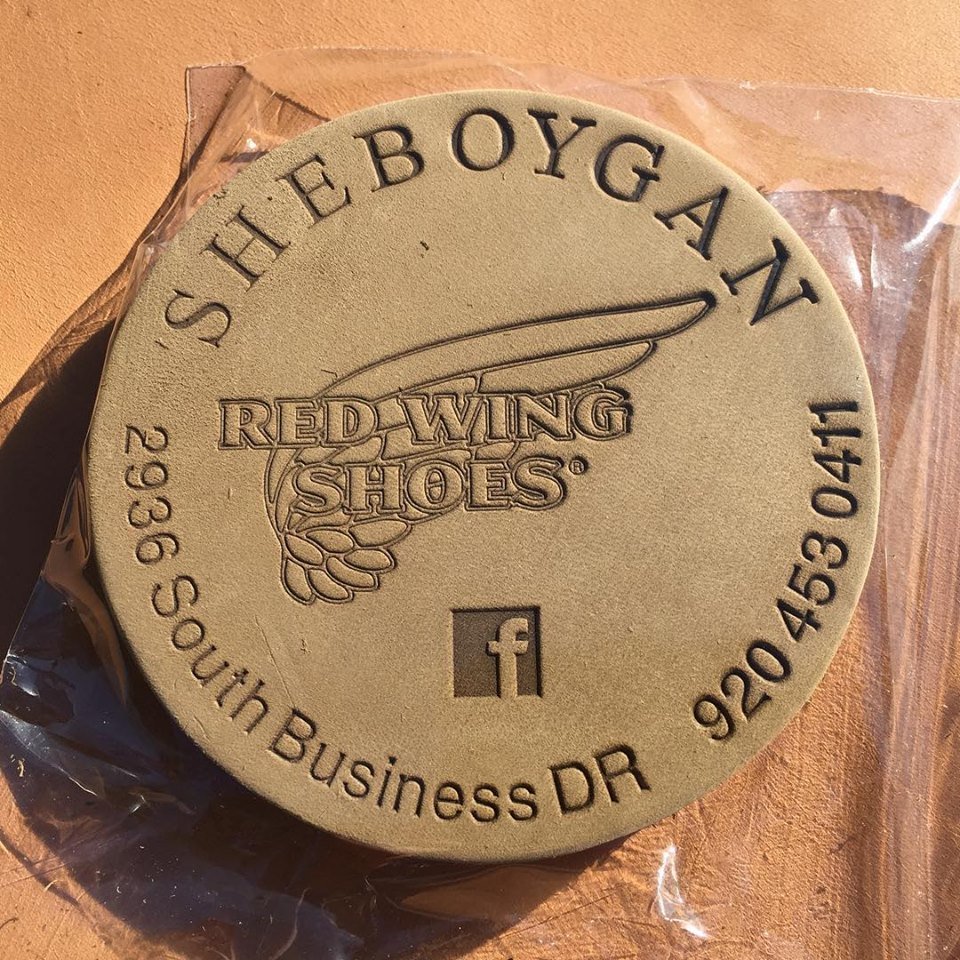 SHEBOYGAN
RED WING
SHOES®
f
2936 South Business DR
920 453 0411